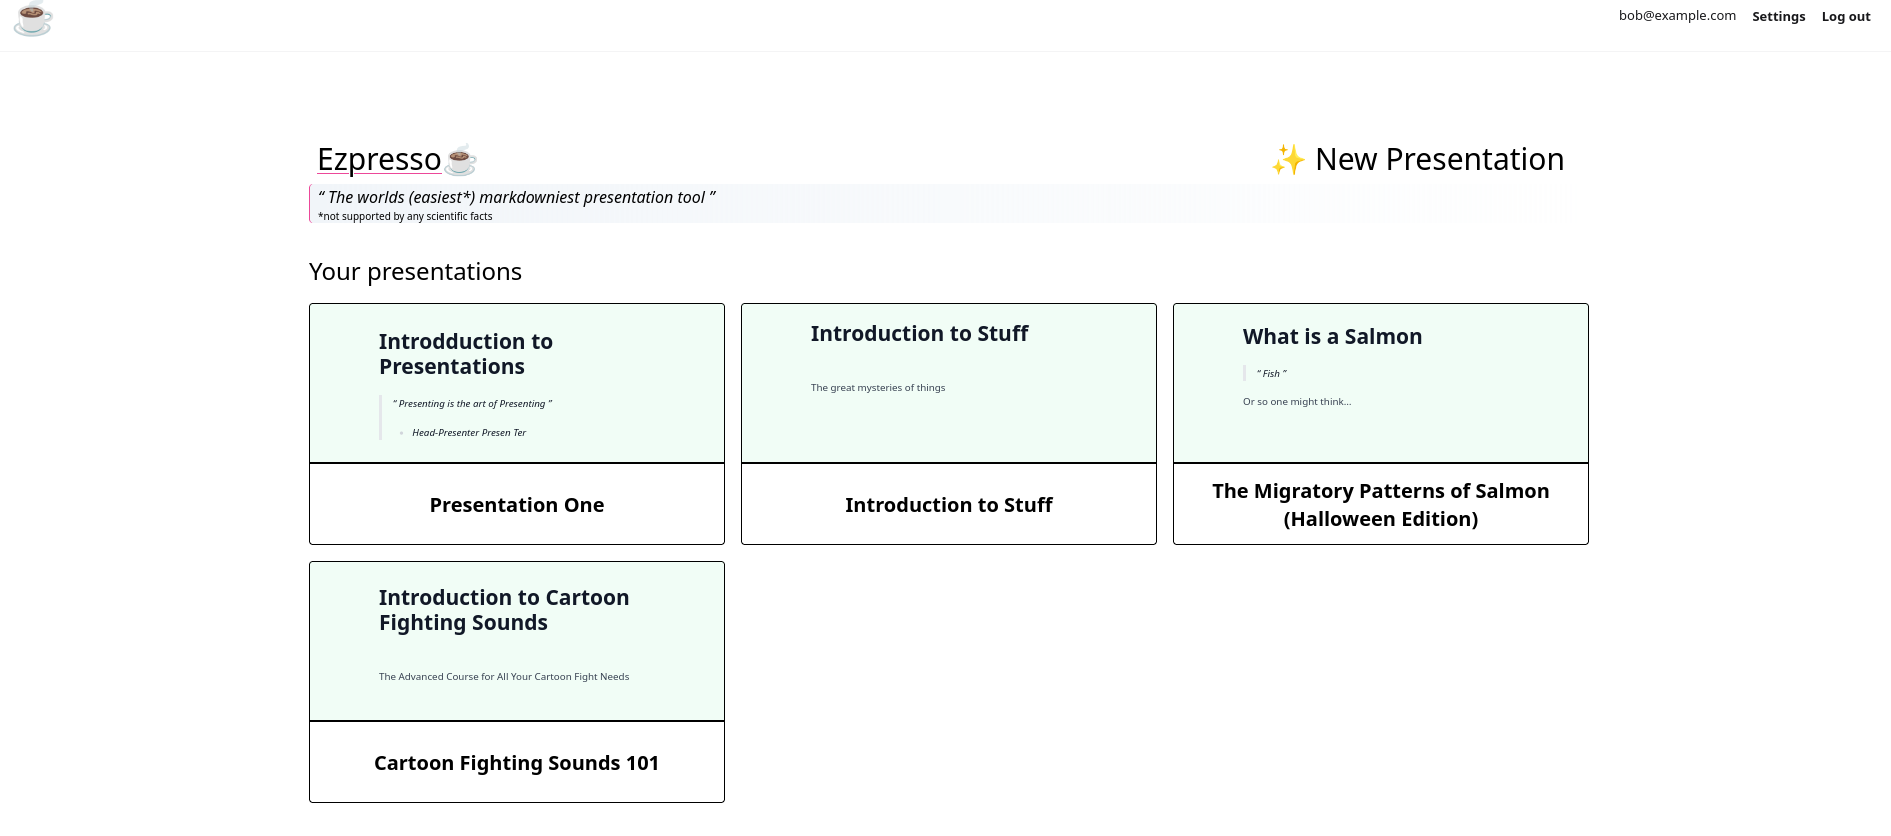 bob@example.com Settings Log out
Ezpresso☕ ✨ New Presentation
“ The worlds (easiest*) markdowniest presentation tool ”
*not supported by any scientific facts
Your presentations
Introdduction to
Presentations
“ Presenting is the art of Presenting ”
Head-Presenter Presen Ter
Presentation One
Introduction to Stuff
The great mysteries of things
Introduction to Stuff
What is a Salmon
“ Fish ”
Or so one might think...
The Migratory Patterns of Salmon
(Halloween Edition)
Introduction to Cartoon
Fighting Sounds
The Advanced Course for All Your Cartoon Fight Needs
Cartoon Fighting Sounds 101